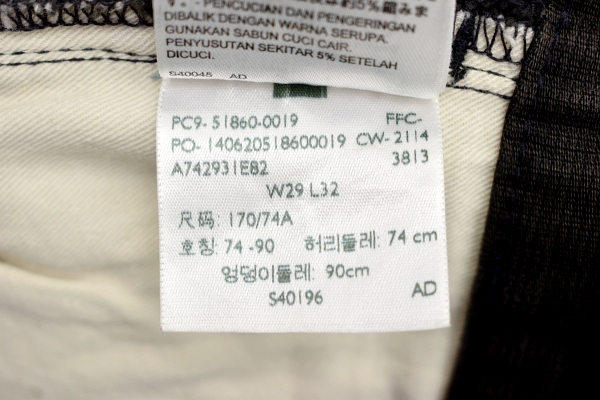 す。- PENCUCIAN DAN PENGERINGAN
DIBALIK DENGAN WARNA SERUPA.
GUNAKAN SABUN CUCI CAIR.
PENYUSUTAN SEKITAR 5% SETELAH
DICUCI.
S40045 AD
PC9- 51860-0019 FFC-
PO- 140620518600019 CW- 2114
3813
A742931E82
W29 L32
尺码: 170/74A
호칭: 74 -90 허리둘레: 74 cm
엉덩이둘레: 90cm
S40196 AD